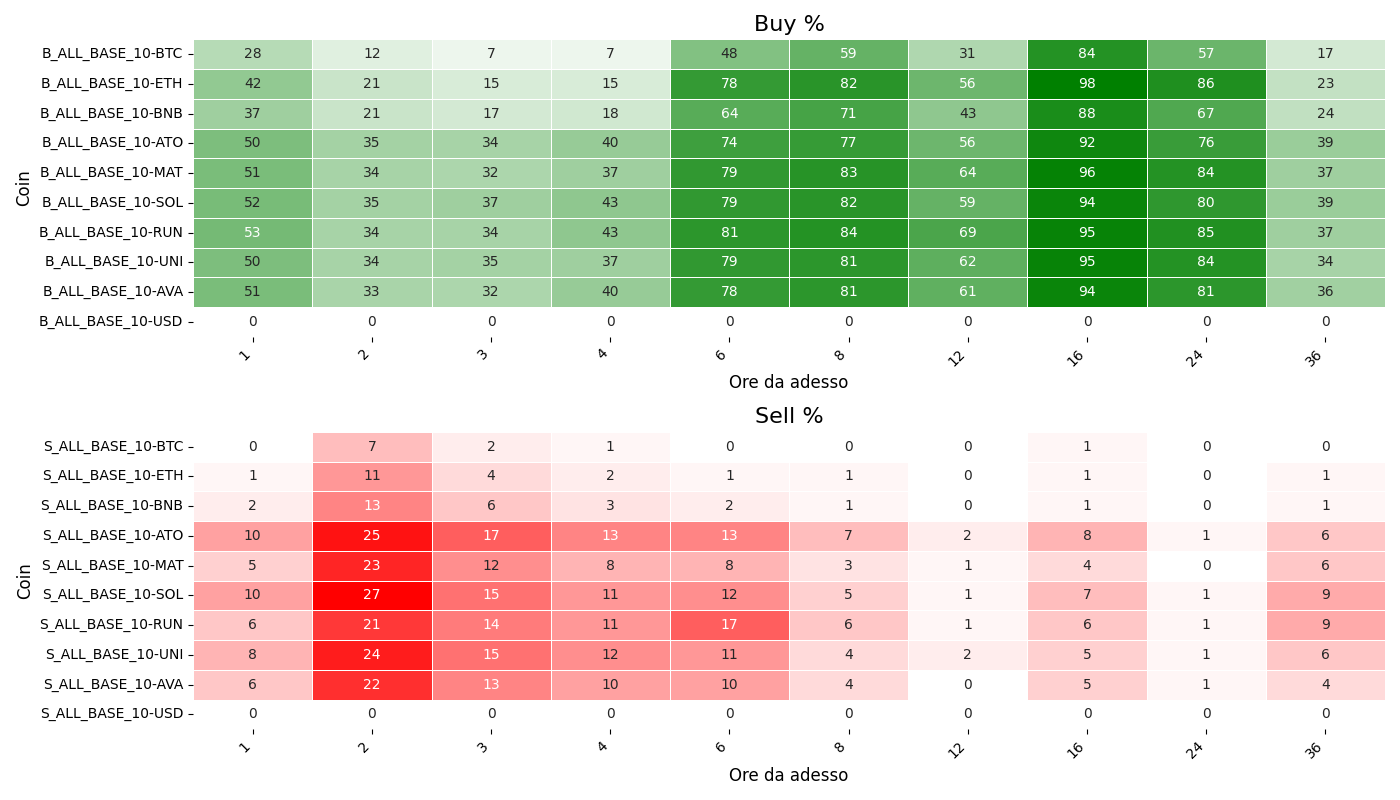 Buy %
Coin
B_ALL_BASE_10-BTC 28 12 7 7 48 59 31 84 57 17
B_ALL_BASE_10-ETH 42 21 15 15 78 82 56 98 86 23
B_ALL_BASE_10-BNB 37 21 17 18 64 71 43 88 67 24
B_ALL_BASE_10-ATO 50 35 34 40 74 77 56 92 76 39
B_ALL_BASE_10-MAT 51 34 32 37 79 83 64 96 84 37
B_ALL_BASE_10-SOL 52 35 37 43 79 82 59 94 80 39
B_ALL_BASE_10-RUN 53 34 34 43 81 84 69 95 85 37
B_ALL_BASE_10-UNI 50 34 35 37 79 81 62 95 84 34
B_ALL_BASE_10-AVA 51 33 32 40 78 81 61 94 81 36
B_ALL_BASE_10-USD 0 0 0 0 0 0 0 0 0 0
1 2 3 4 6 8 12 16 24 36
Ore da adesso
Sell %
Coin
S_ALL_BASE_10-BTC 0 7 2 1 0 0 0 1 0 0
S_ALL_BASE_10-ETH 1 11 4 2 1 1 0 1 0 1
S_ALL_BASE_10-BNB 2 13 6 3 2 1 0 1 0 1
S_ALL_BASE_10-ATO 10 25 17 13 13 7 2 8 1 6
S_ALL_BASE_10-MAT 5 23 12 8 8 3 1 4 0 6
S_ALL_BASE_10-SOL 10 27 15 11 12 5 1 7 1 9
S_ALL_BASE_10-RUN 6 21 14 11 17 6 1 6 1 9
S_ALL_BASE_10-UNI 8 24 15 12 11 4 2 5 1 6
S_ALL_BASE_10-AVA 6 22 13 10 10 4 0 5 1 4
S_ALL_BASE_10-USD 0 0 0 0 0 0 0 0 0 0
1 2 3 4 6 8 12 16 24 36
Ore da adesso